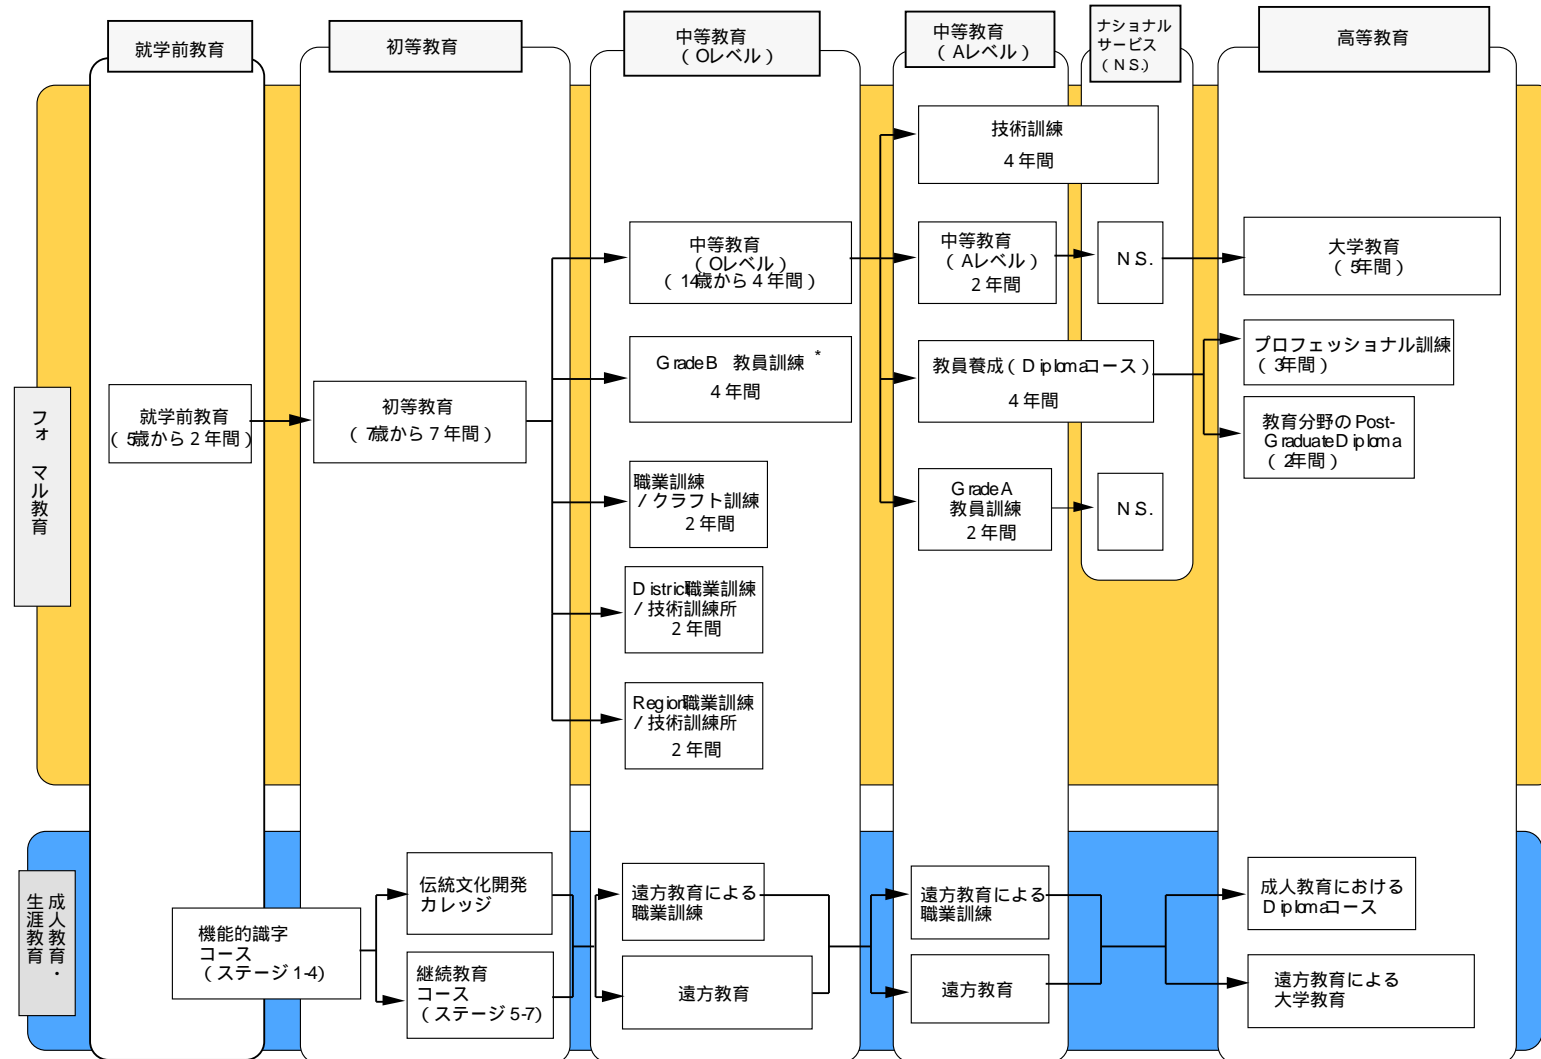 就学前教育
初等教育
中等教育
（Oレベル）
中等教育
（Aレベル）
ナショナル
サービス
（N.S.）
高等教育
フォーマル教育
技術訓練
4年間
中等教育
（Oレベル）
（14歳から4年間）
中等教育
（Aレベル）
2年間
N.S.
大学教育
（5年間）
GradeB 教員訓練 *
4年間
教員養成（Diplomaコース）
4年間
プロフェッショナル訓練
（3年間）
就学前教育
（5歳から2年間）
初等教育
（7歳から7年間）
教育分野のPost-
GraduateDiploma
（2年間）
職業訓練
/クラフト訓練
2年間
GradeA
教員訓練
2年間
N.S.
District職業訓練
/技術訓練所
2年間
Region職業訓練
/技術訓練所
2年間
成人教育・
生涯教育
機能的識字
コース
（ステージ1-4）
伝統文化開発
カレッジ
継続教育
コース
（ステージ5-7）
遠方教育による
職業訓練
遠方教育
遠方教育による
職業訓練
遠方教育
成人教育における
Diplomaコース
遠方教育による
大学教育